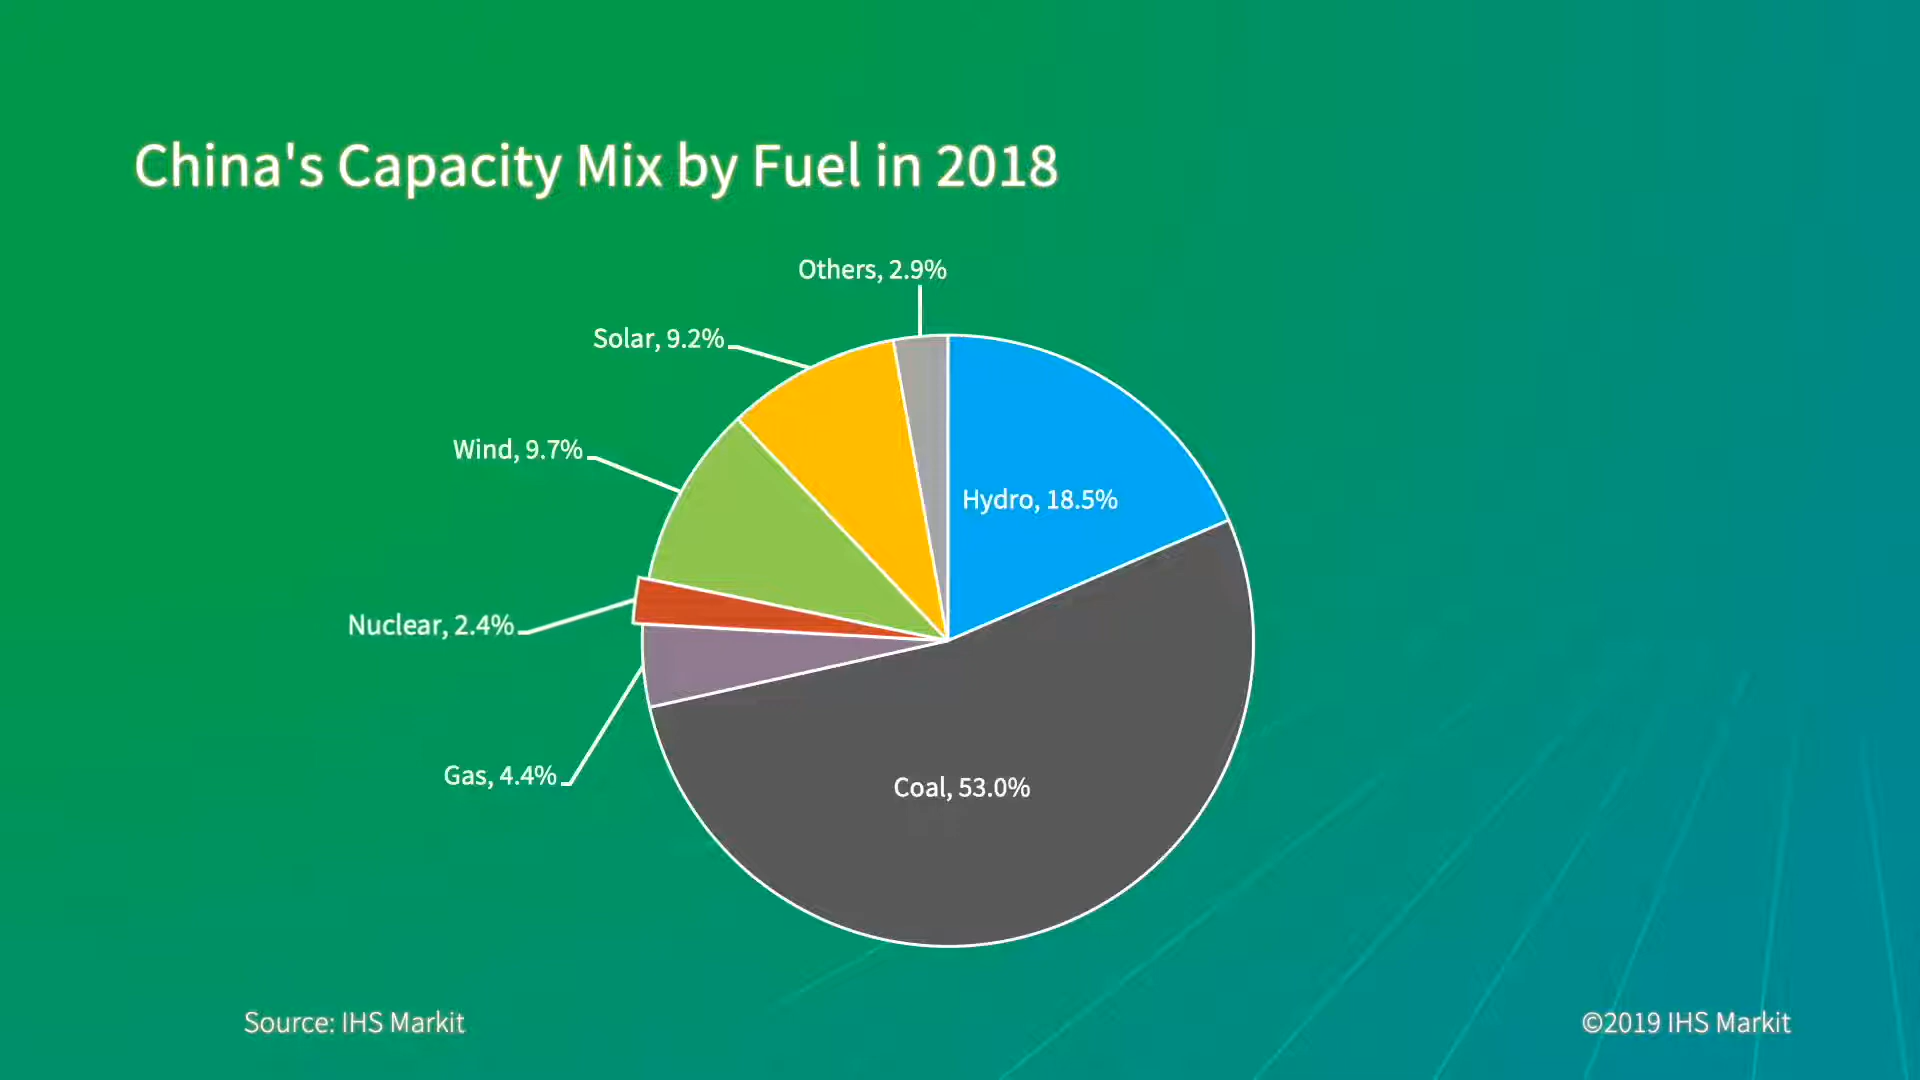 China's Capacity Mix by Fuel in 2018
Others, 2.9%
Solar, 9.2%
Wind, 9.7%
Hydro, 18.5%
Nuclear, 2.4%
Gas, 4.4%
Coal, 53.0%
Source: IHS Markit
©2019 IHS Markit